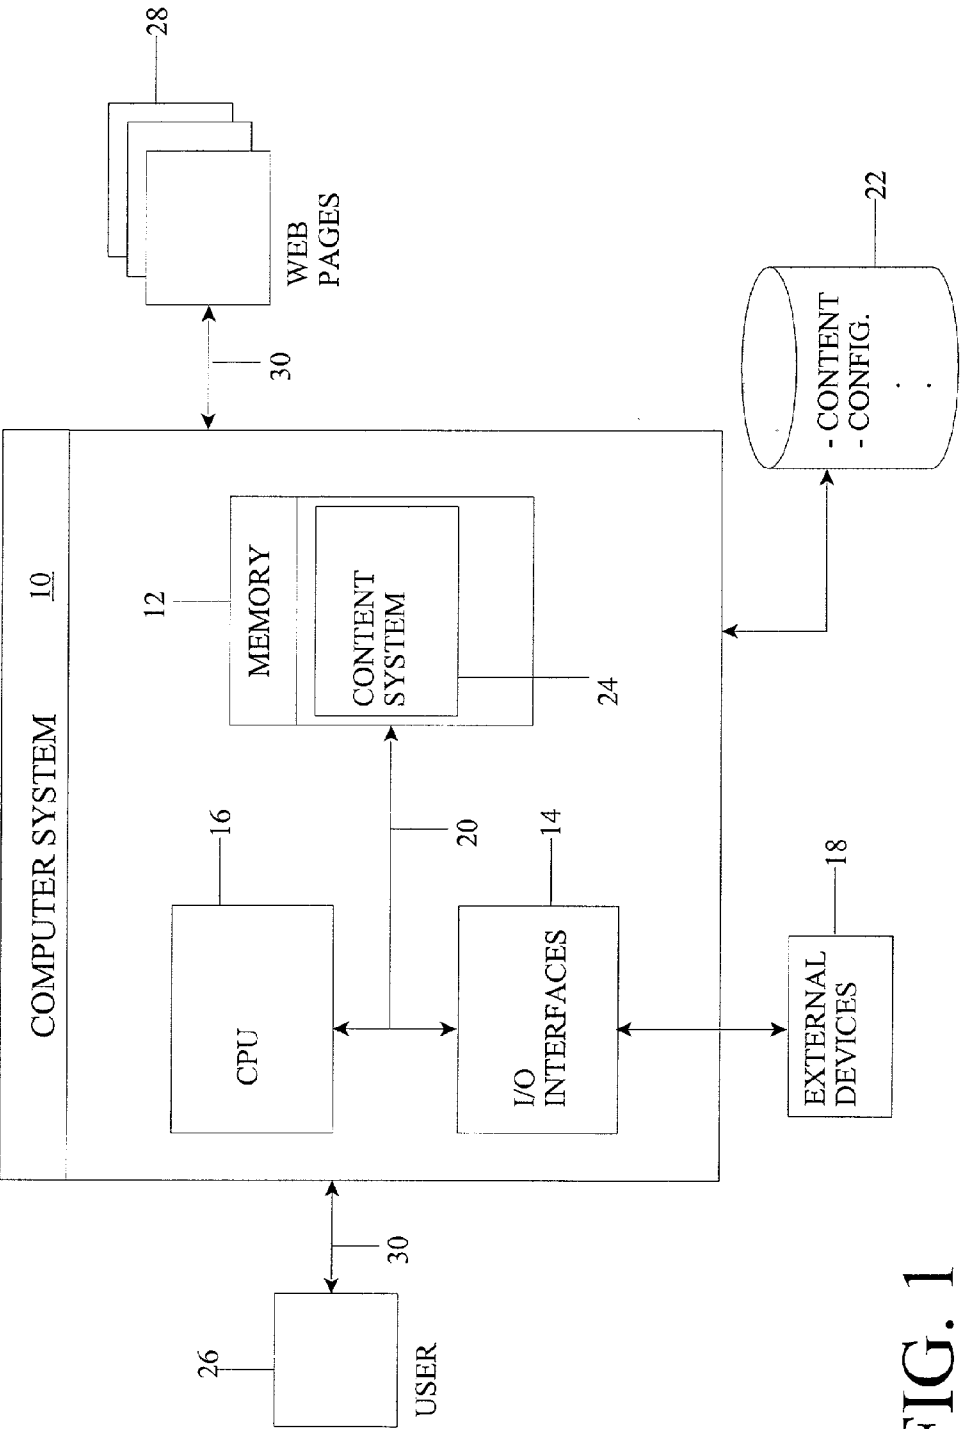 COMPUTER SYSTEM 10
CPU
16
MEMORY
12
CONTENT
SYSTEM
24
20
I/O
INTERFACES
14
USER
26
30
WEB
PAGES
28
30
EXTERNAL
DEVICES
18
- CONTENT
- CONFIG.
22
FIG. 1